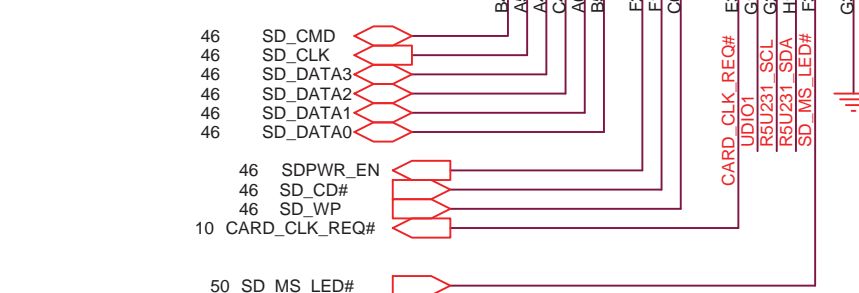 46 SD_CMD
46 SD_CLK
46 SD_DATA3
46 SD_DATA2
46 SD_DATA1
46 SD_DATA0
46 SDPWR_EN
46 SD_CD#
46 SD_WP
10 CARD_CLK_REQ#
50 SD_MS_LED#
CARD_CLK_REQ#
UDIO1
R5U231_SCL
R5U231_SDA
SD_MS_LED#